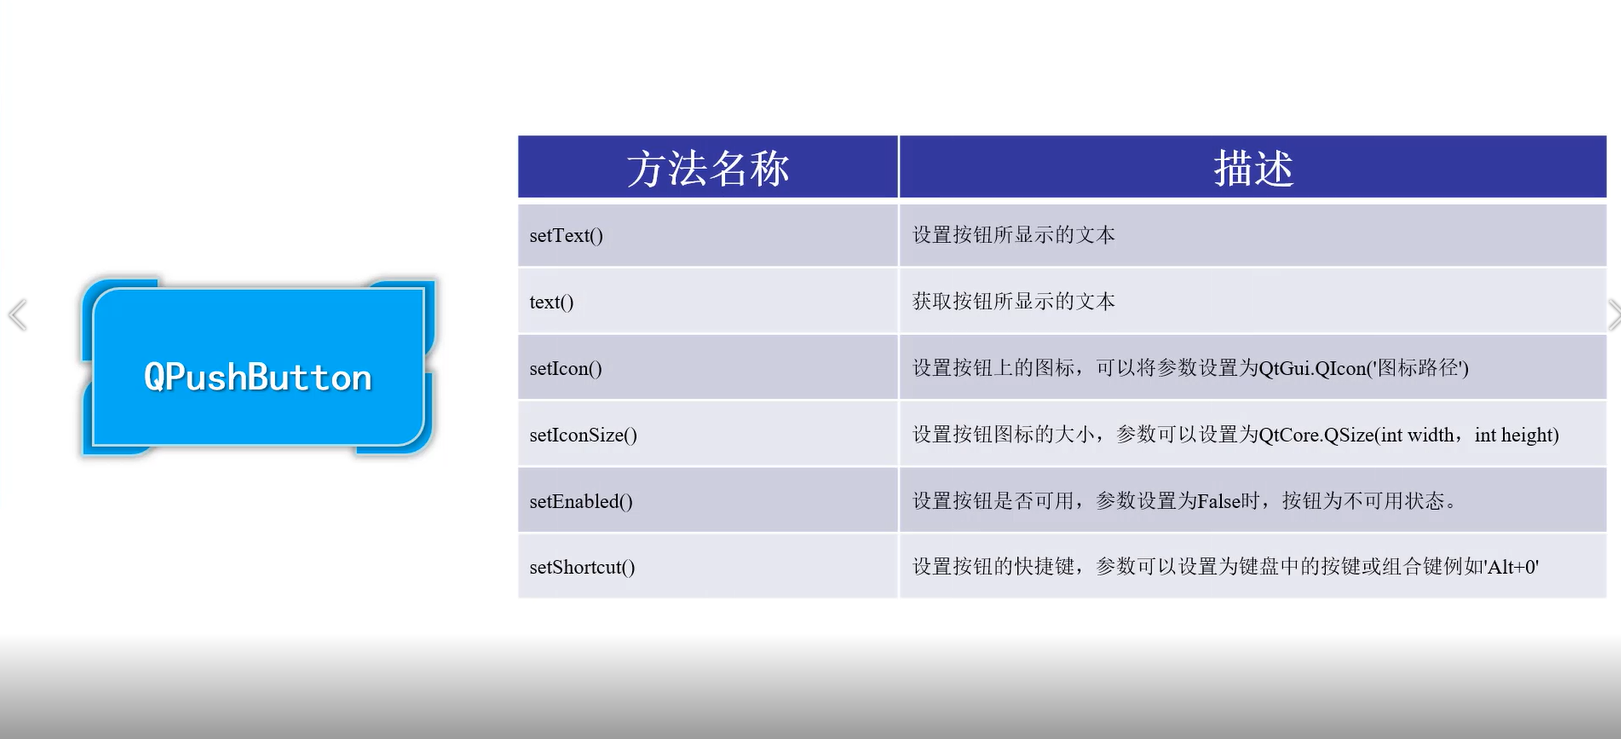 QPushButton
方法名称 描述
setText() 设置按钮所显示的文本
text() 获取按钮所显示的文本
setIcon() 设置按钮上的图标，可以将参数设置为QtGui.QIcon('图标路径')
setIconSize() 设置按钮图标的大小，参数可以设置为QtCore.QSize(int width，int height)
setEnabled() 设置按钮是否可用，参数设置为False时，按钮为不可用状态。
setShortcut() 设置按钮的快捷键，参数可以设置为键盘中的按键或组合键例如'Alt+0'